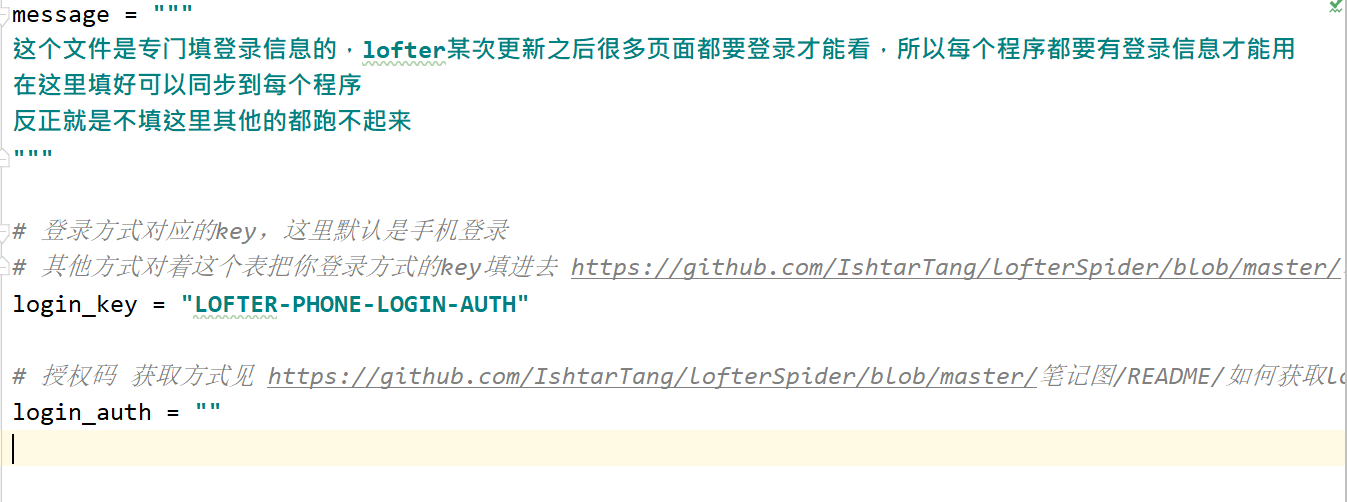 message = """
这个文件是专门填登录信息的，lofter某次更新之后很多页面都要登录才能看，所以每个程序都要有登录信息才能用
在这里填好可以同步到每个程序
反正就是不填这里其他的都跑不起来
"""
# 登录方式对应的key，这里默认是手机登录
# 其他方式对着这个表把你登录方式的key填进去 https://github.com/IshtarTang/lofterSpider/blob/master/
login_key = "LOFTER-PHONE-LOGIN-AUTH"
# 授权码 获取方式见 https://github.com/IshtarTang/lofterSpider/blob/master/笔记图/README/如何获取lo
login_auth = ""